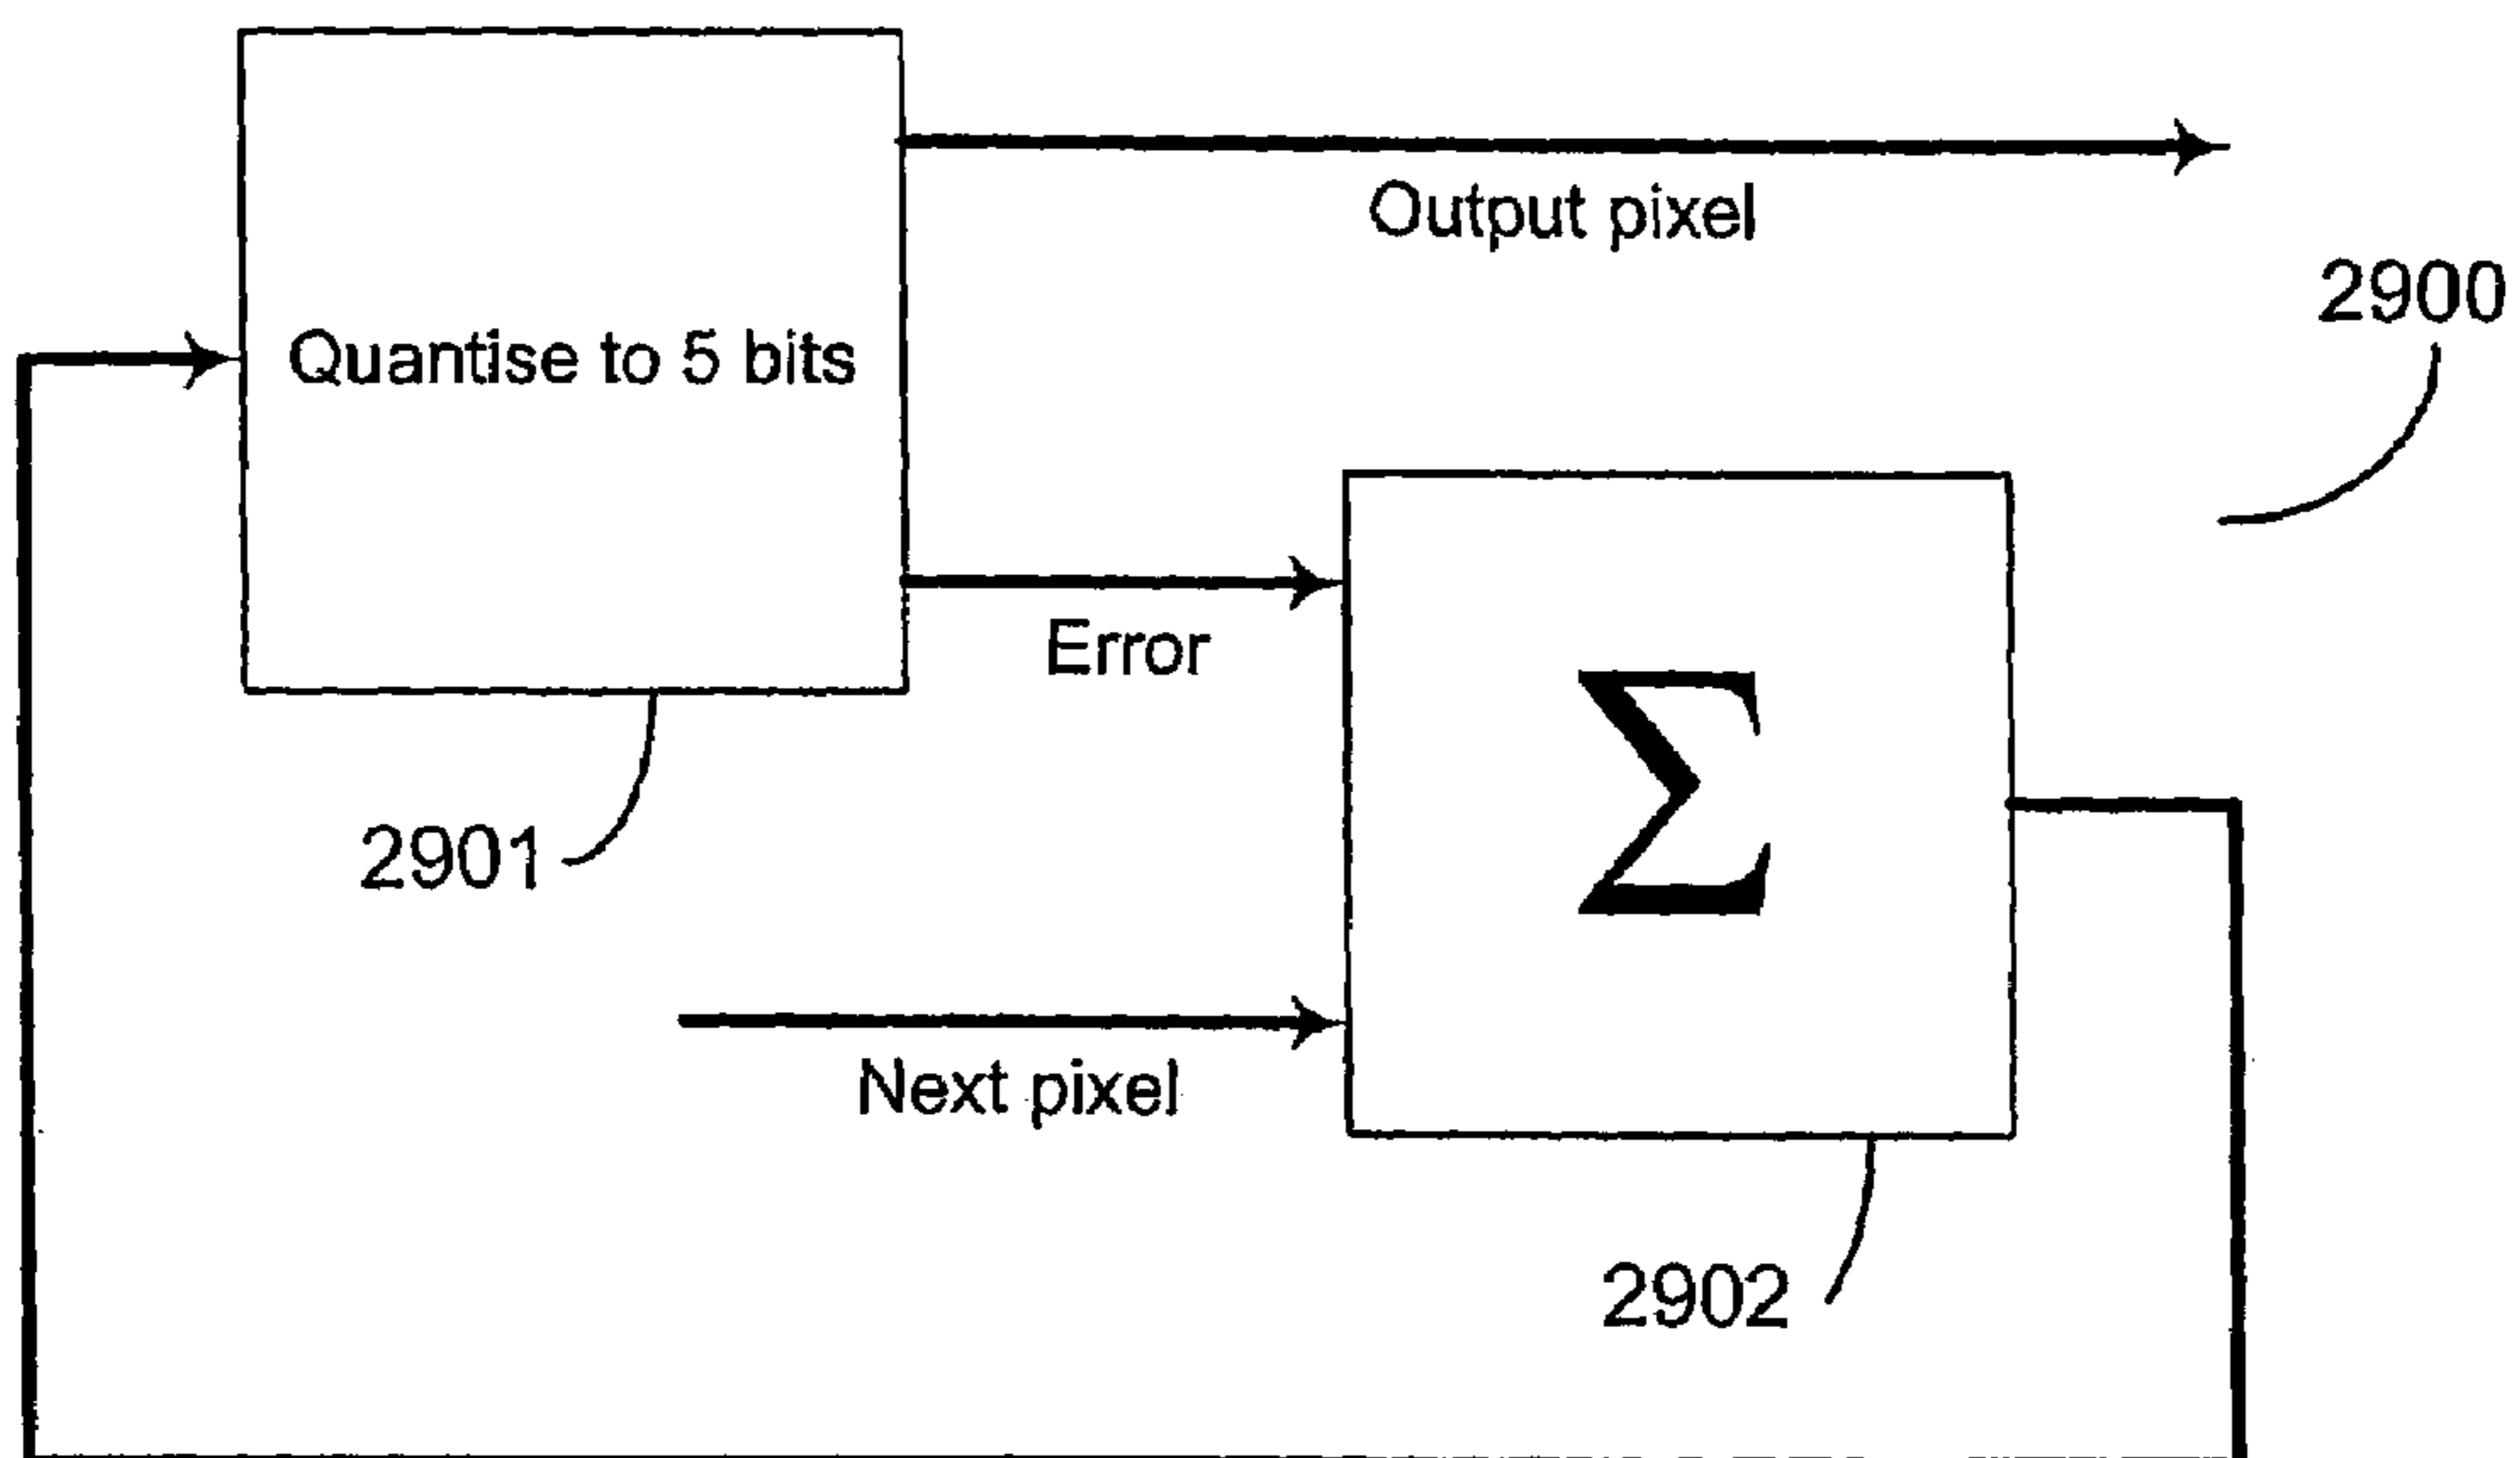 Output pixel
2900
Quantise to 5 bits
Error
Σ
2901
Next pixel
2902